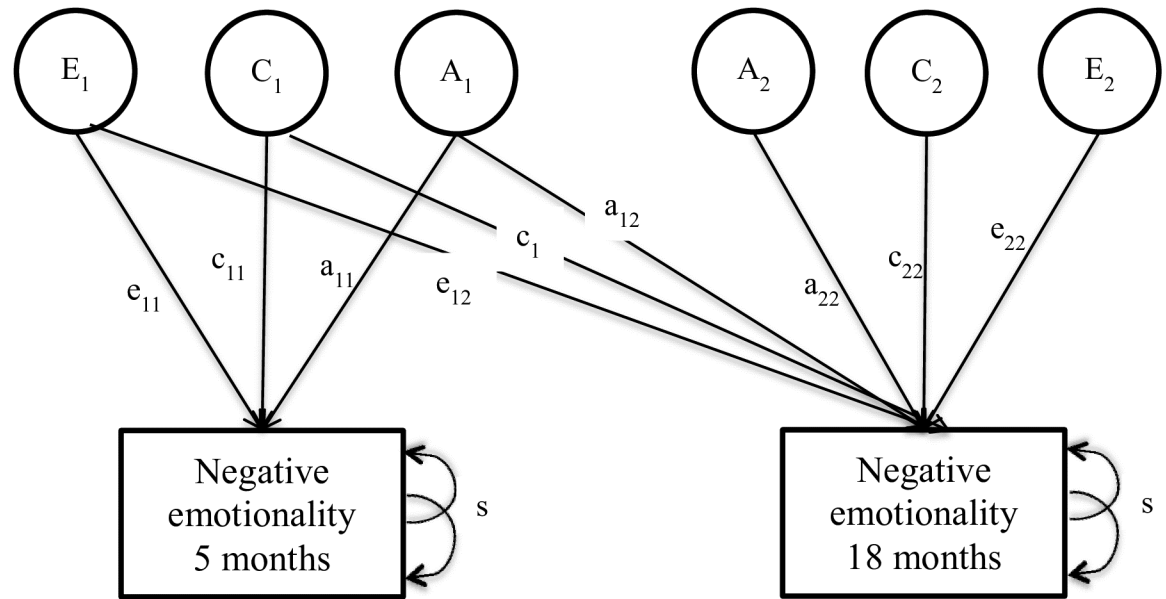 E₁ C₁ A₁ A₂ C₂ E₂
a₁₂
c₁ e₂₂
c₁₁ a₁₁ c₂₂
e₁₁ e₁₂ a₂₂
Negative
emotionality
5 months
s
Negative
emotionality
18 months
s